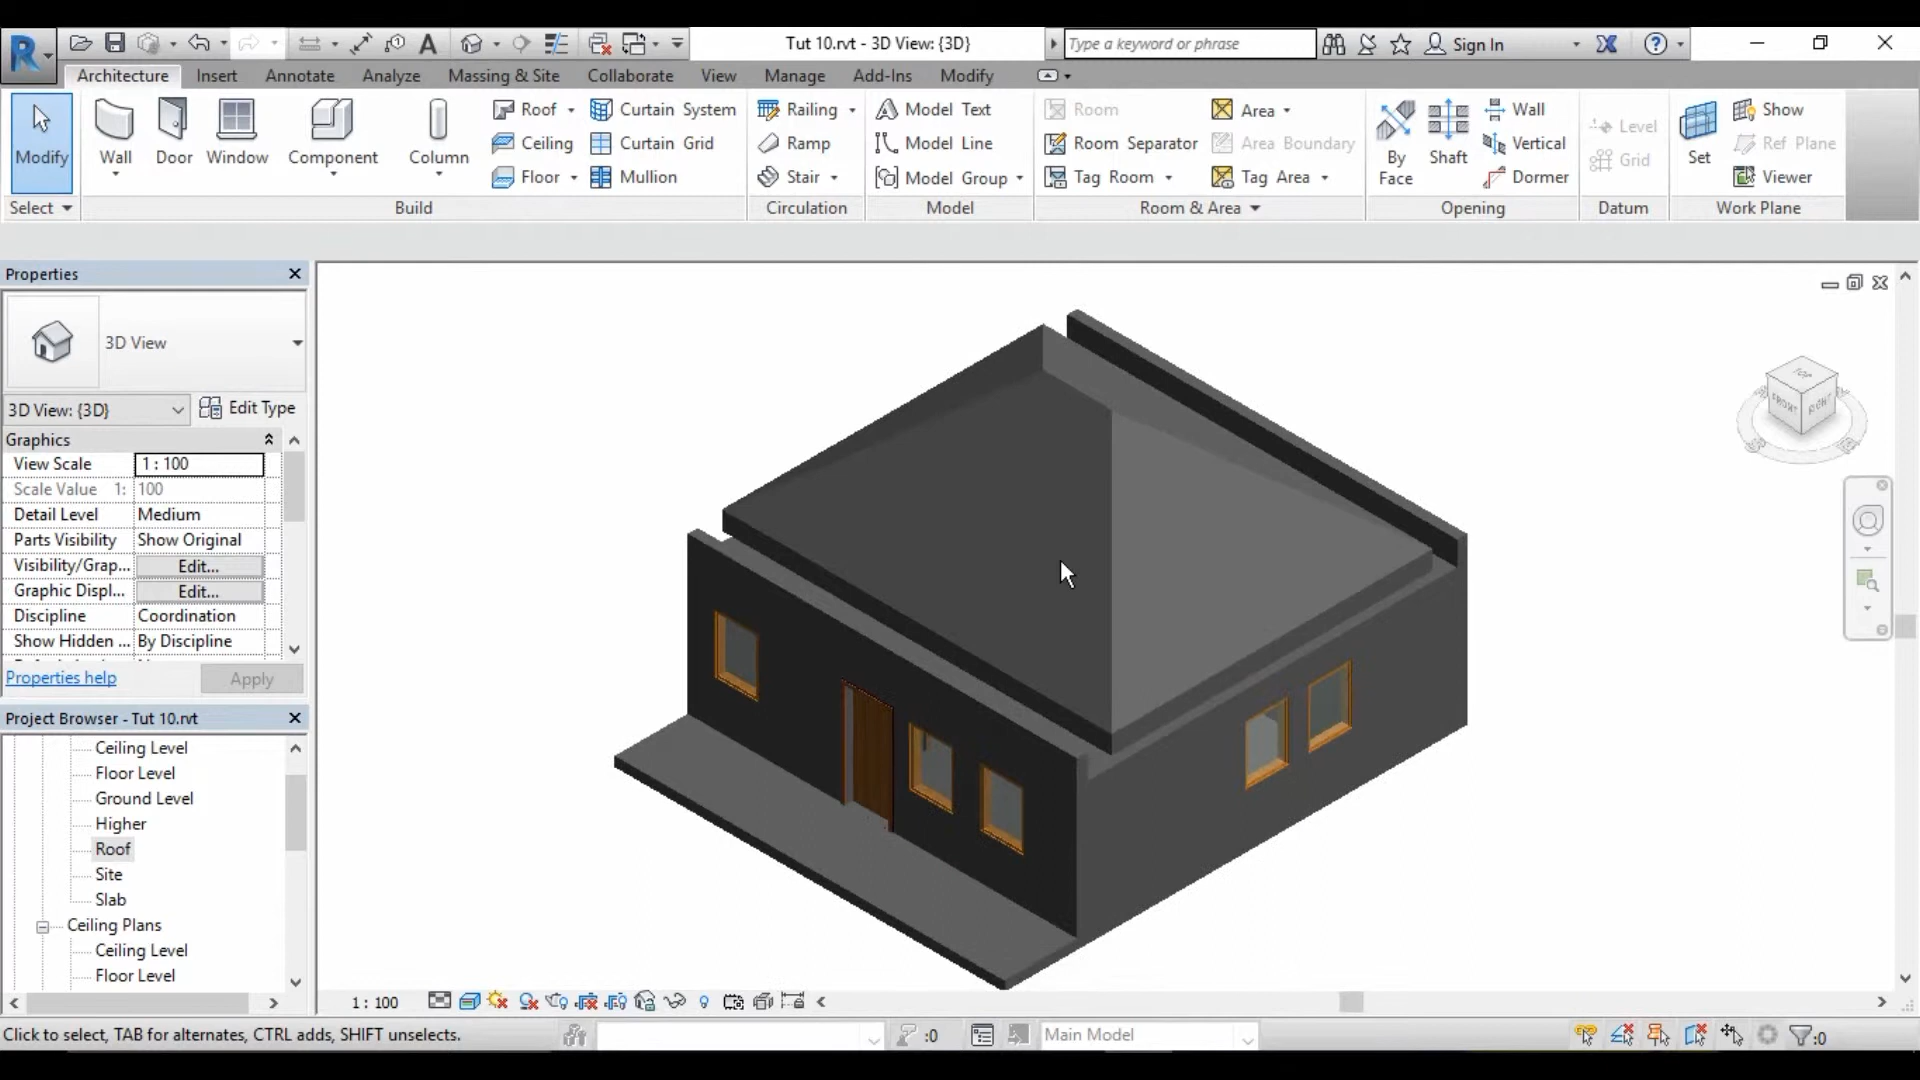 Tut 10.rvt - 3D View: {3D}
Type a keyword or phrase
Sign In
Architecture Insert Annotate Analyze Massing & Site Collaborate View Manage Add-Ins Modify
Modify
Wall
Door
Window
Component
Column
Roof
Ceiling
Floor
Curtain System
Curtain Grid
Mullion
Railing
Ramp
Stair
Model Text
Model Line
Model Group
Room
Room Separator
Tag Room
Area
Area Boundary
Tag Area
By Face
Shaft
Wall
Vertical
Dormer
Level
Grid
Set
Show
Ref Plane
Viewer
Select Build Circulation Model Room & Area Opening Datum Work Plane
Properties
3D View
3D View: {3D}
Edit Type
Graphics
View Scale 1 : 100
Scale Value 1: 100
Detail Level Medium
Parts Visibility Show Original
Visibility/Grap... Edit...
Graphic Displ... Edit...
Discipline Coordination
Show Hidden ... By Discipline
Properties help
Apply
Project Browser - Tut 10.rvt
Ceiling Level
Floor Level
Ground Level
Higher
Roof
Site
Slab
Ceiling Plans
Ceiling Level
Floor Level
TOP
FRONT
RIGHT
1 : 100
Click to select, TAB for alternates, CTRL adds, SHIFT unselects.
:0
Main Model
:0